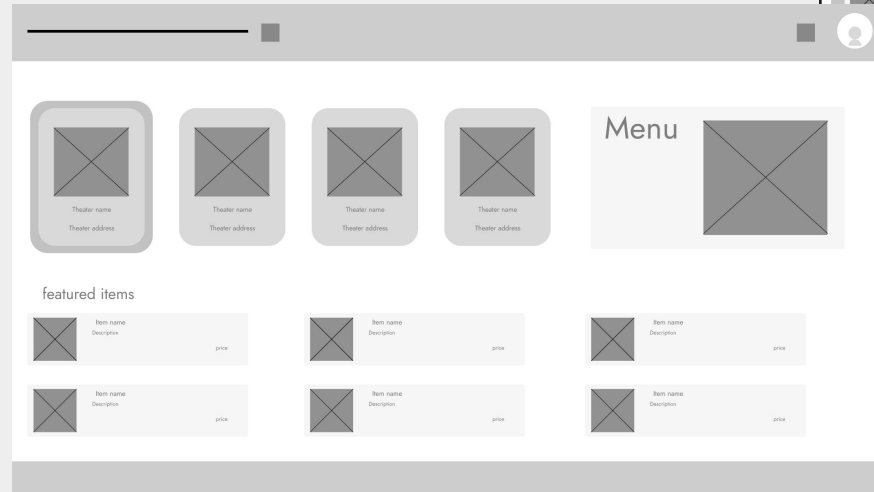 Menu
Theater name
Theater address
Theater name
Theater address
Theater name
Theater address
Theater name
Theater address
featured items
Item name
Description
price
Item name
Description
price
Item name
Description
price
Item name
Description
price
Item name
Description
price
Item name
Description
price